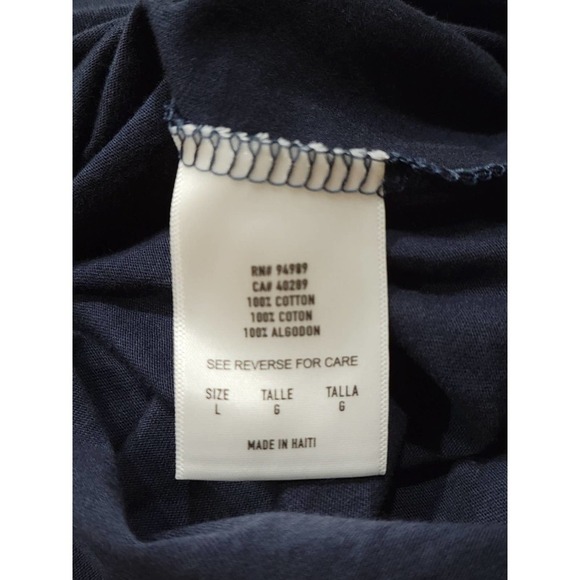 RN# 94989
CA# 40289
100% COTTON
100% COTON
100% ALGODON
SEE REVERSE FOR CARE
SIZE TALLE TALLA
L G G
MADE IN HAITI